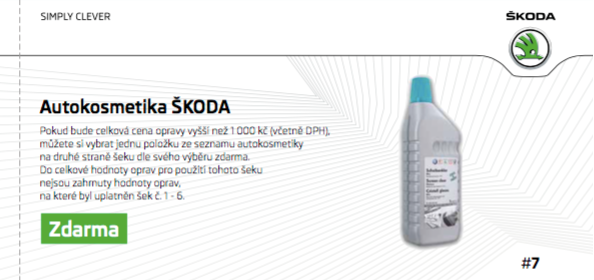 SIMPLY CLEVER
ŠKODA
Autokosmetika ŠKODA
Pokud bude celková cena opravy vyšší než 1 000 kč (včetně DPH),
můžete si vybrat jednu položku ze seznamu autokosmetiky
na druhé straně šeku dle svého výběru zdarma.
Do celkové hodnoty oprav pro použití tohoto šeku
nejsou zahrnuty hodnoty oprav,
na které byl uplatněn šek č. 1 - 6.
Zdarma
#7